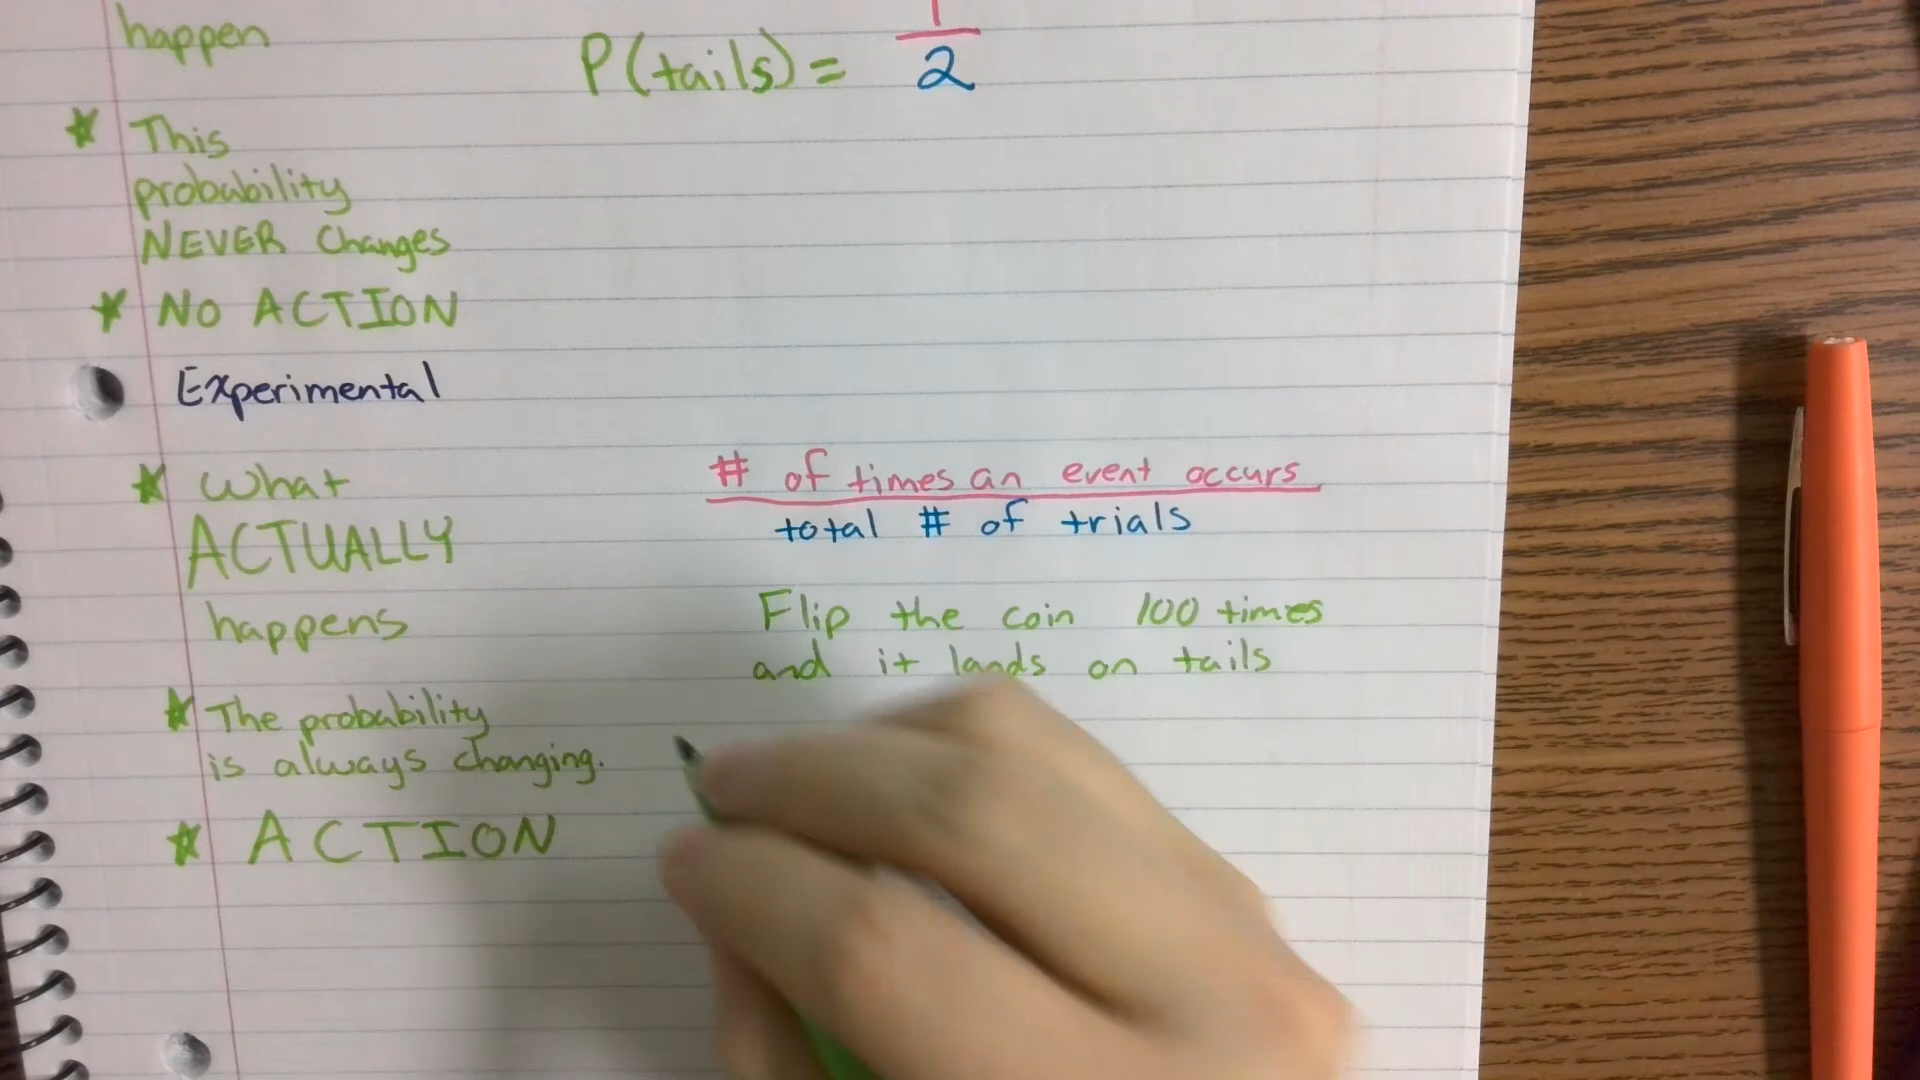 happen
P(tails) = 1/2
★ This
probability
NEVER Changes
★ NO ACTION
Experimental
★ What
ACTUALLY
happens
★ The probability
is always changing.
★ ACTION
# of times an event occurs
total # of trials
Flip the coin 100 times
and it lands on tails